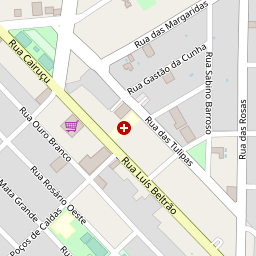 Rua das Margaridas
Rua Cairuçu
Rua Gastão da Cunha
Rua Sabino Barroso
Rua das Rosas
Rua Ouro Branco
Rua das Tulipas
Rua Luís Beltrão
Rua Rosário Oeste
Mata Grande
Poços de Caldas